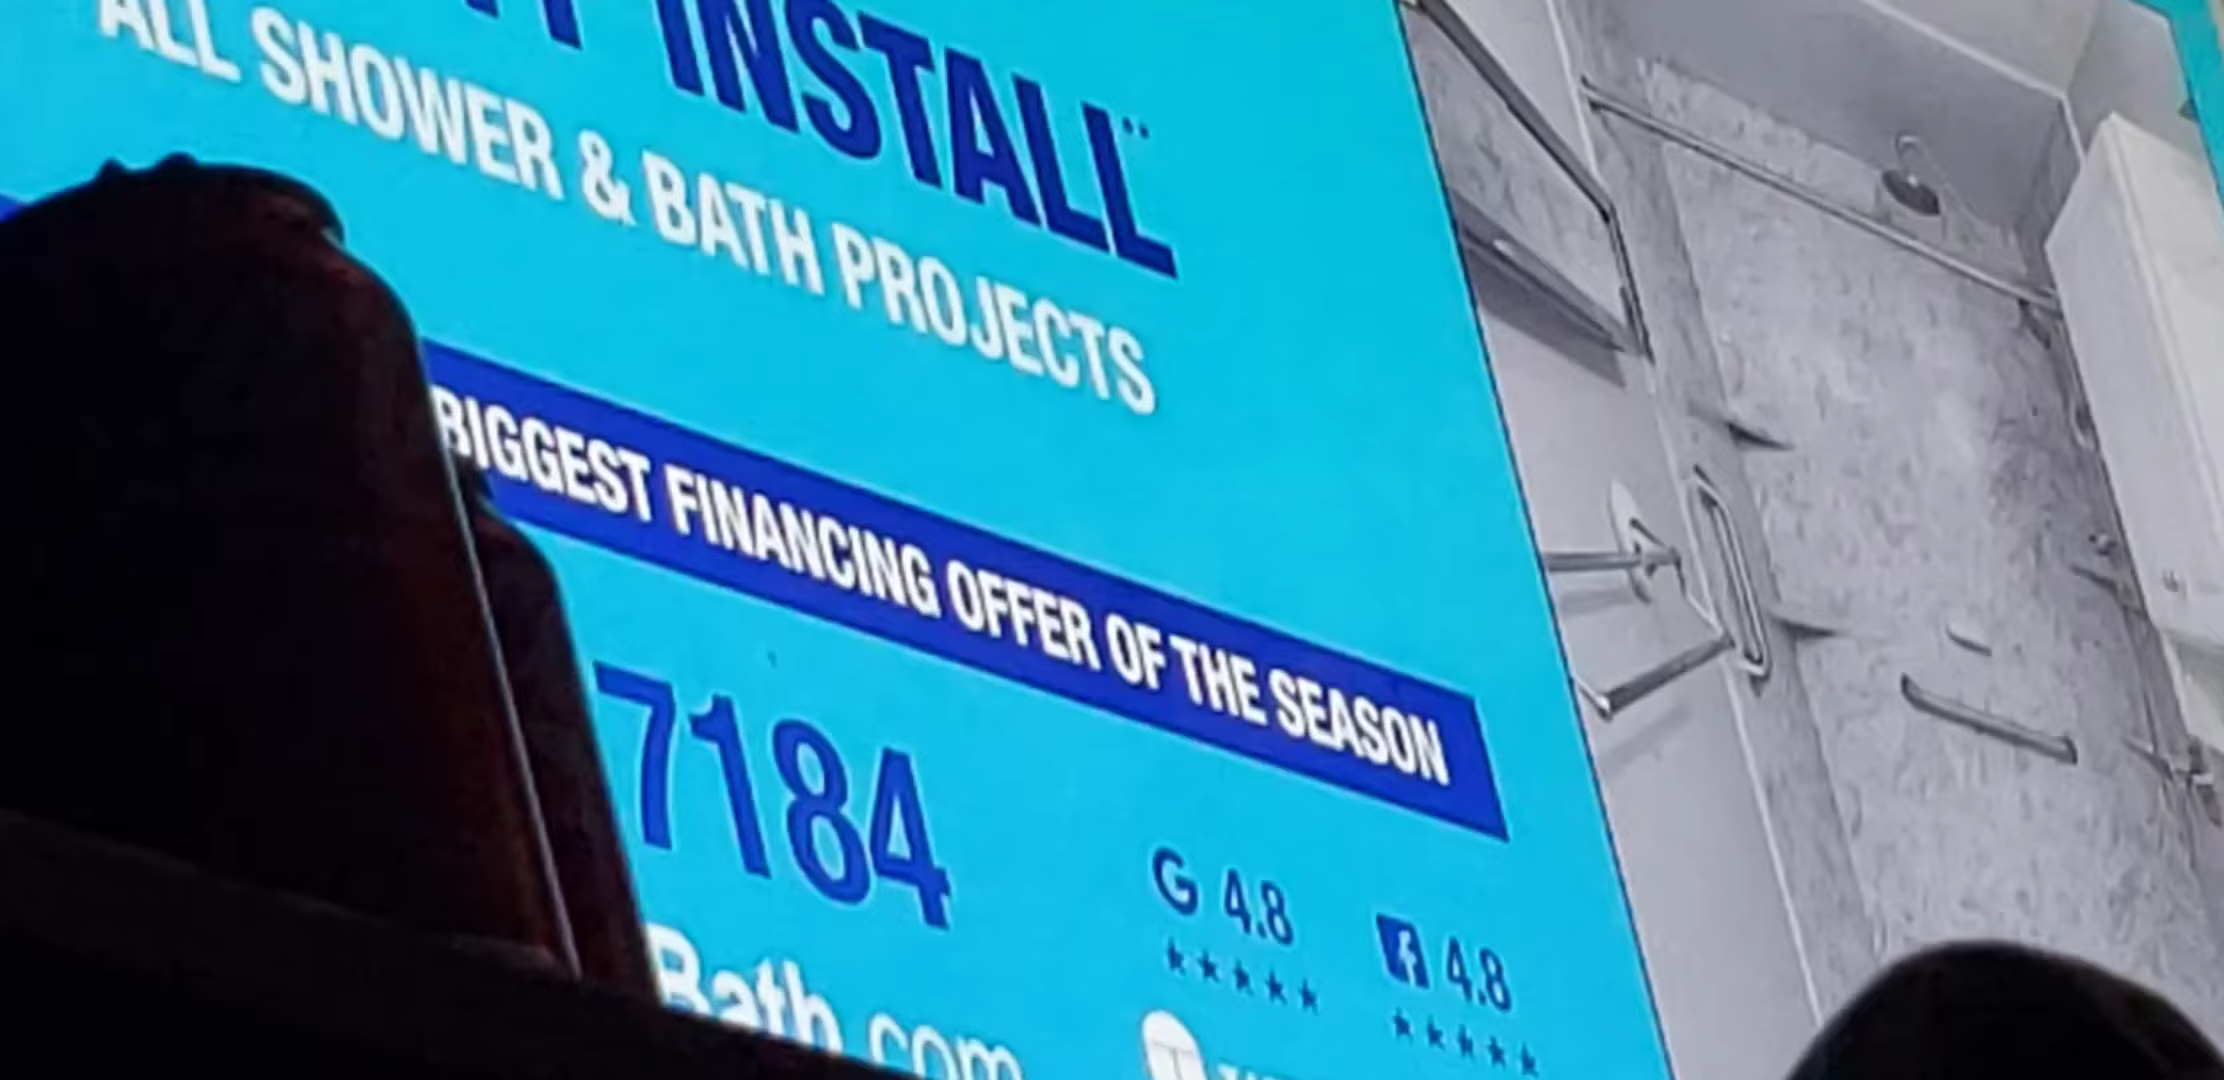 INSTALL
ALL SHOWER & BATH PROJECTS
BIGGEST FINANCING OFFER OF THE SEASON
7184
G 4.8
f 4.8
Bath.com